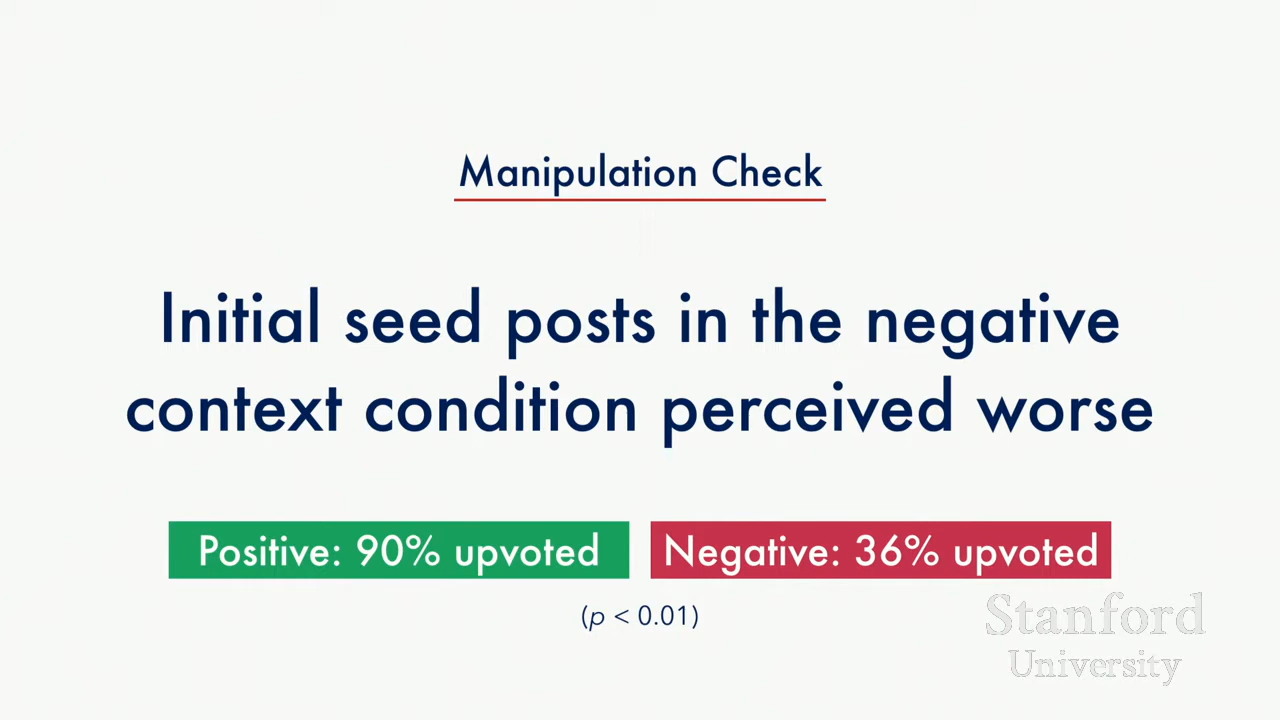 Manipulation Check
Initial seed posts in the negative
context condition perceived worse
Positive: 90% upvoted
Negative: 36% upvoted
(p < 0.01)
Stanford
University